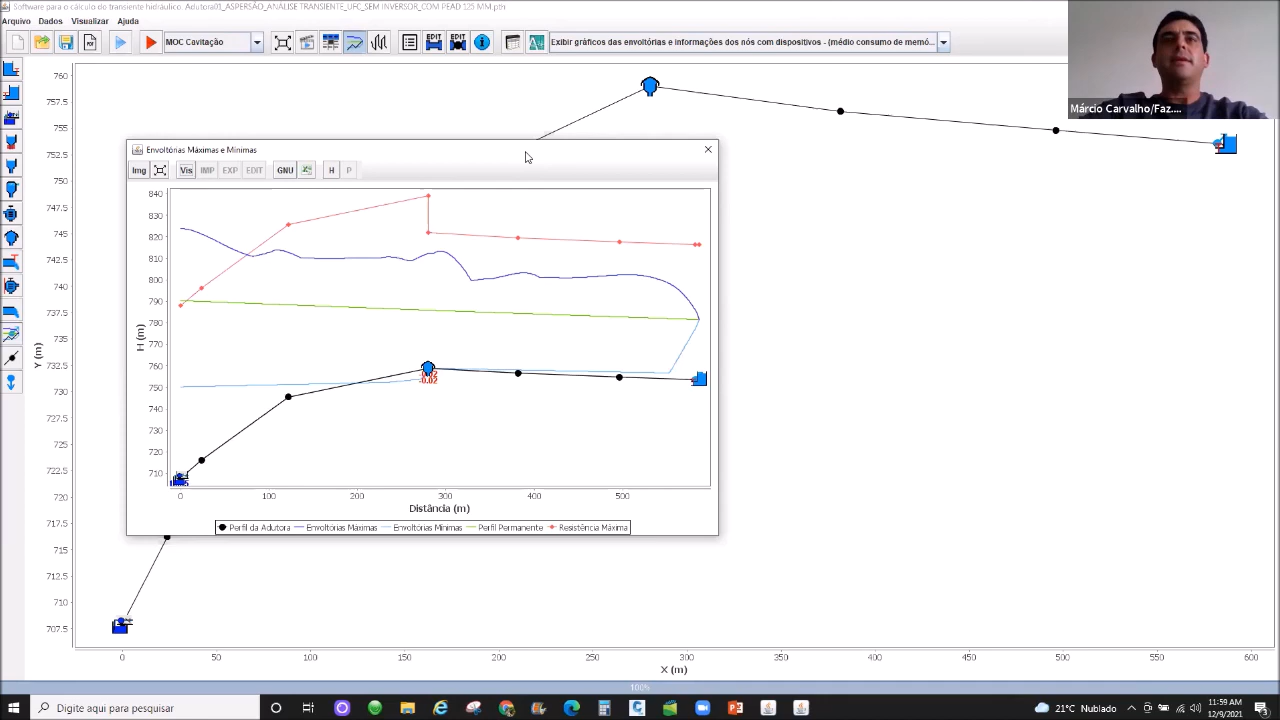 Software para o cálculo do transiente hidráulico. Adutora01_ASPERSÃO_ANÁLISE TRANSIENTE_UFC_SEM INVERSOR_COM PEAD 125 MM.pth
Arquivo Dados Visualizar Ajuda
MOC Cavitação
EDIT EDIT
Exibir gráficos das envoltórias e informações dos nós com dispositivos - (médio consumo de memó...
Márcio Carvalho/Faz....
760
757.5
755
752.5
750
747.5
745
742.5
740
737.5
735
732.5
730
727.5
725
722.5
720
717.5
715
712.5
710
707.5
Y (m)
0 50 100 150 200 250 300 350 400 450 500 550 600
X (m)
Envoltórias Máximas e Mínimas
Img Vis IMP EXP EDIT GNU H P
840
830
820
810
800
790
780
770
760
750
740
730
720
710
H (m)
-0.02
0 100 200 300 400 500
Distância (m)
Perfil da Adutora Envoltórias Máximas Envoltórias Mínimas Perfil Permanente Resistência Máxima
100%
Digite aqui para pesquisar
21°C Nublado
11:59 AM
12/9/2021